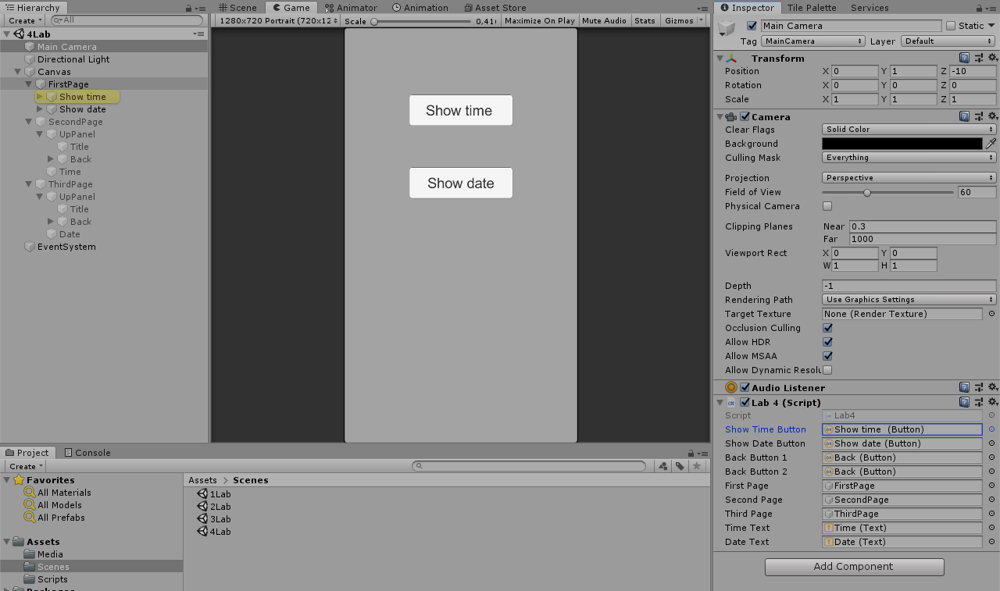 Hierarchy
Create
All
4Lab
Main Camera
Directional Light
Canvas
FirstPage
Show time
Show date
SecondPage
UpPanel
Title
Back
Time
ThirdPage
UpPanel
Title
Back
Date
EventSystem
Scene Game Animator Animation Asset Store
1280x720 Portrait (720x12 Scale 0,41 Maximize On Play Mute Audio Stats Gizmos
Show time
Show date
Inspector Tile Palette Services
Main Camera Static
Tag MainCamera Layer Default
Transform
Position X 0 Y 1 Z -10
Rotation X 0 Y 0 Z 0
Scale X 1 Y 1 Z 1
Camera
Clear Flags Solid Color
Background
Culling Mask Everything
Projection Perspective
Field of View 60
Physical Camera
Clipping Planes Near 0.3
Far 1000
Viewport Rect X 0 Y 0
W 1 H 1
Depth -1
Rendering Path Use Graphics Settings
Target Texture None (Render Texture)
Occlusion Culling
Allow HDR
Allow MSAA
Allow Dynamic Resolu
Audio Listener
Lab 4 (Script)
Script Lab4
Show Time Button Show time (Button)
Show Date Button Show date (Button)
Back Button 1 Back (Button)
Back Button 2 Back (Button)
First Page FirstPage
Second Page SecondPage
Third Page ThirdPage
Time Text Time (Text)
Date Text Date (Text)
Add Component
Project Console
Create
Favorites
All Materials
All Models
All Prefabs
Assets
Media
Scenes
Scripts
Packages
Assets > Scenes
1Lab
2Lab
3Lab
4Lab